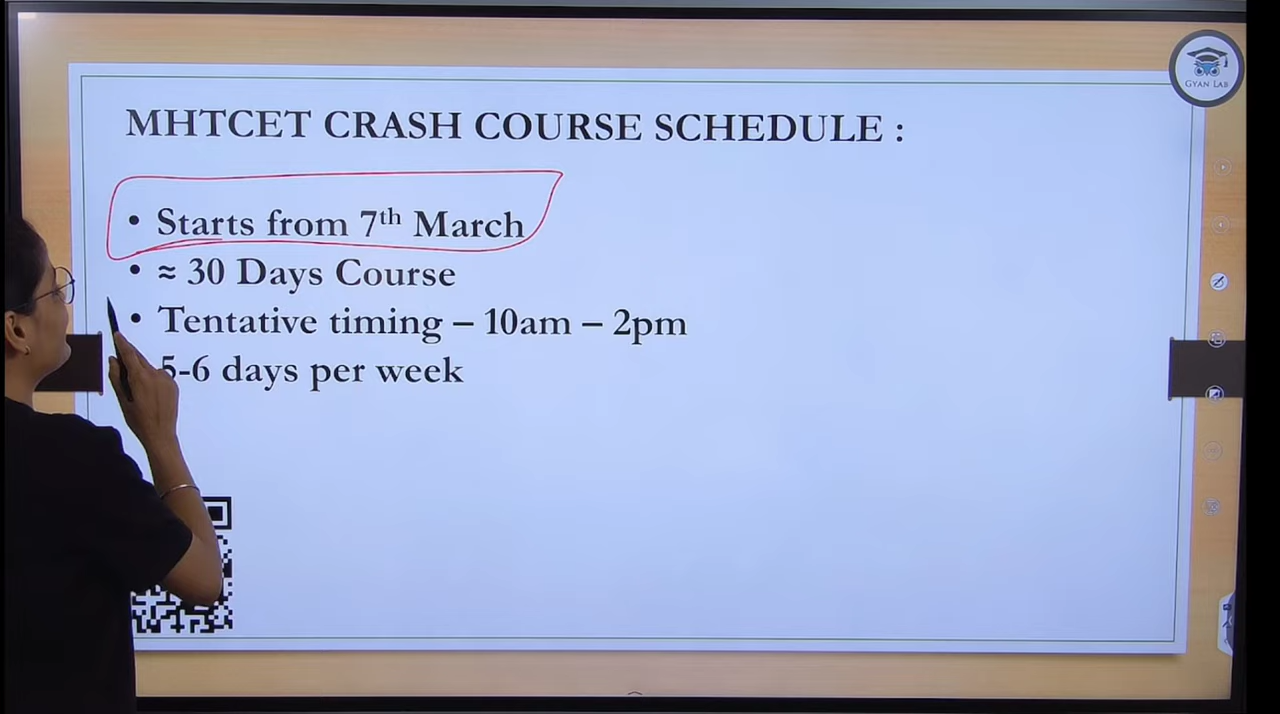 GYAN LAB
MHTCET CRASH COURSE SCHEDULE :
• Starts from 7th March
• ≈ 30 Days Course
• Tentative timing – 10am – 2pm
5-6 days per week